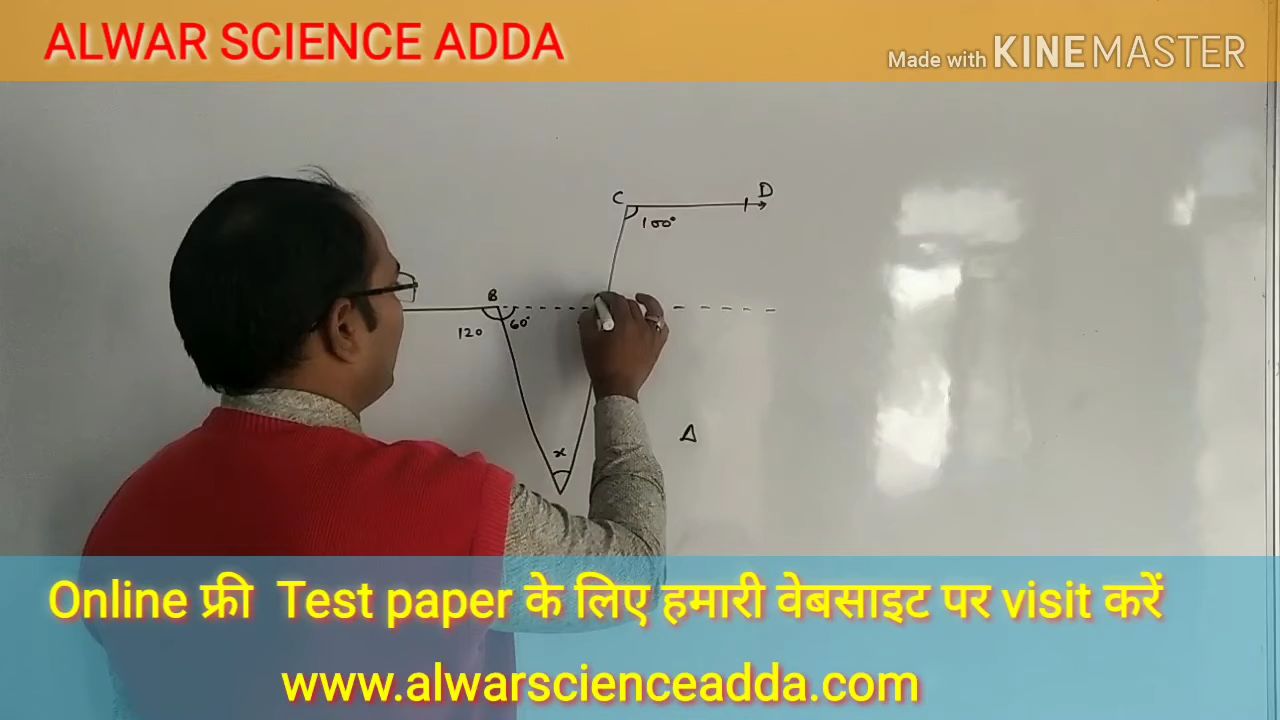 ALWAR SCIENCE ADDA
Made with KINEMASTER
C
D
100°
B
120
60°
x
Δ
Online फ्री Test paper के लिए हमारी वेबसाइट पर visit करें
www.alwarscienceadda.com